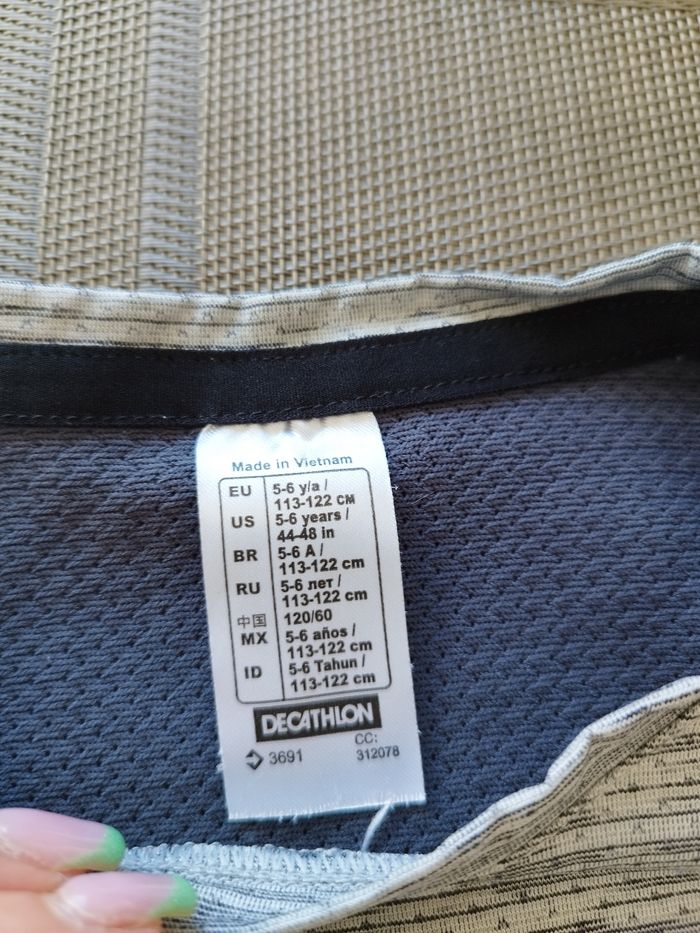 Made in Vietnam
EU 5-6 y/a /
113-122 CM
US 5-6 years /
44-48 in
BR 5-6 A /
113-122 cm
RU 5-6 лет /
113-122 cm
中国 120/60
MX 5-6 años /
113-122 cm
ID 5-6 Tahun /
113-122 cm
DECATHLON
3691 CC:
312078